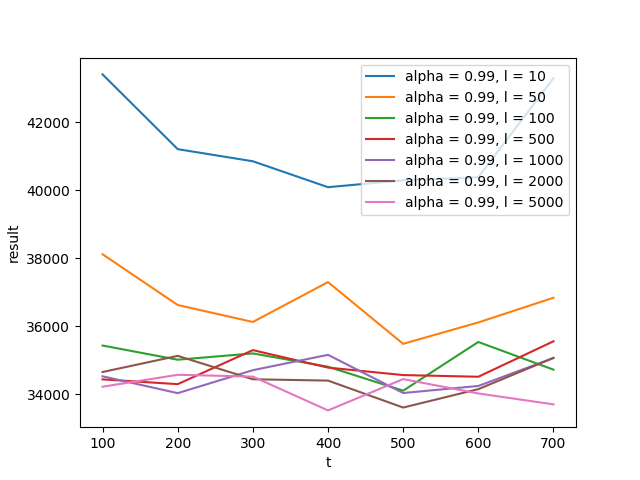 alpha = 0.99, l = 10
alpha = 0.99, l = 50
alpha = 0.99, l = 100
alpha = 0.99, l = 500
alpha = 0.99, l = 1000
alpha = 0.99, l = 2000
alpha = 0.99, l = 5000
42000
40000
38000
36000
34000
result
100 200 300 400 500 600 700
t